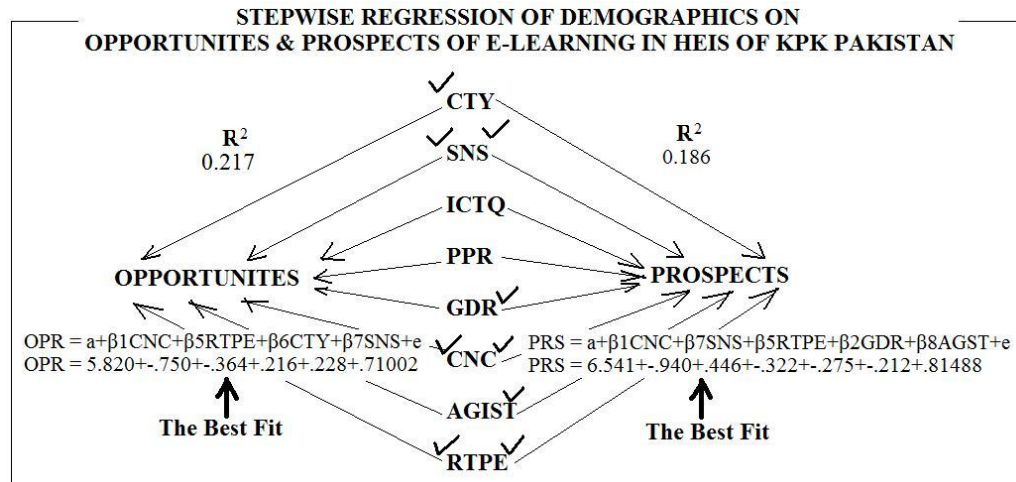 STEPWISE REGRESSION OF DEMOGRAPHICS ON
OPPORTUNITES & PROSPECTS OF E-LEARNING IN HEIS OF KPK PAKISTAN
CTY
R²
0.217
R²
0.186
SNS
ICTQ
PPR
OPPORTUNITES
PROSPECTS
GDR
OPR = a+β1CNC+β5RTPE+β6CTY+β7SNS+e
OPR = 5.820+-.750+-.364+.216+.228+.71002
CNC
PRS = a+β1CNC+β7SNS+β5RTPE+β2GDR+β8AGST+e
PRS = 6.541+-.940+.446+-.322+-.275+-.212+.81488
AGIST
The Best Fit
The Best Fit
RTPE